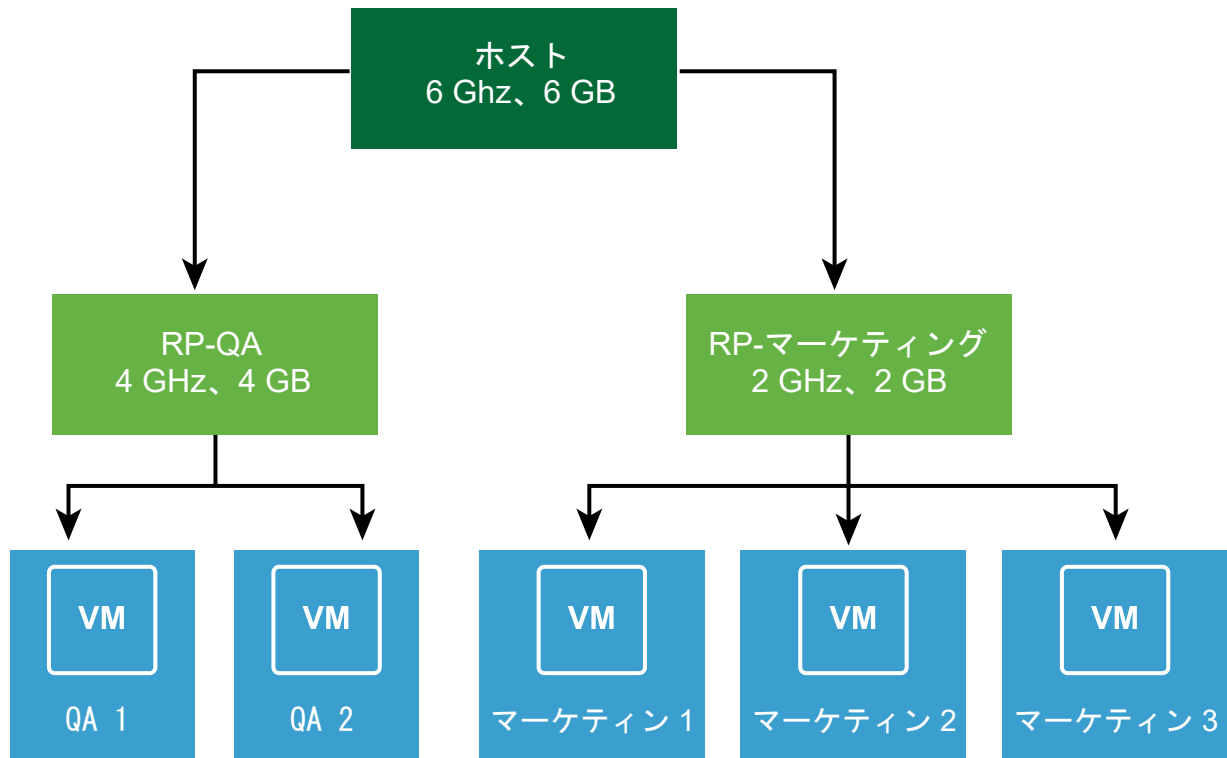 ホスト
6 Ghz、6 GB
RP-QA
4 GHz、4 GB
RP-マーケティング
2 GHz、2 GB
VM
QA 1
VM
QA 2
VM
マーケティン 1
VM
マーケティン 2
VM
マーケティン 3